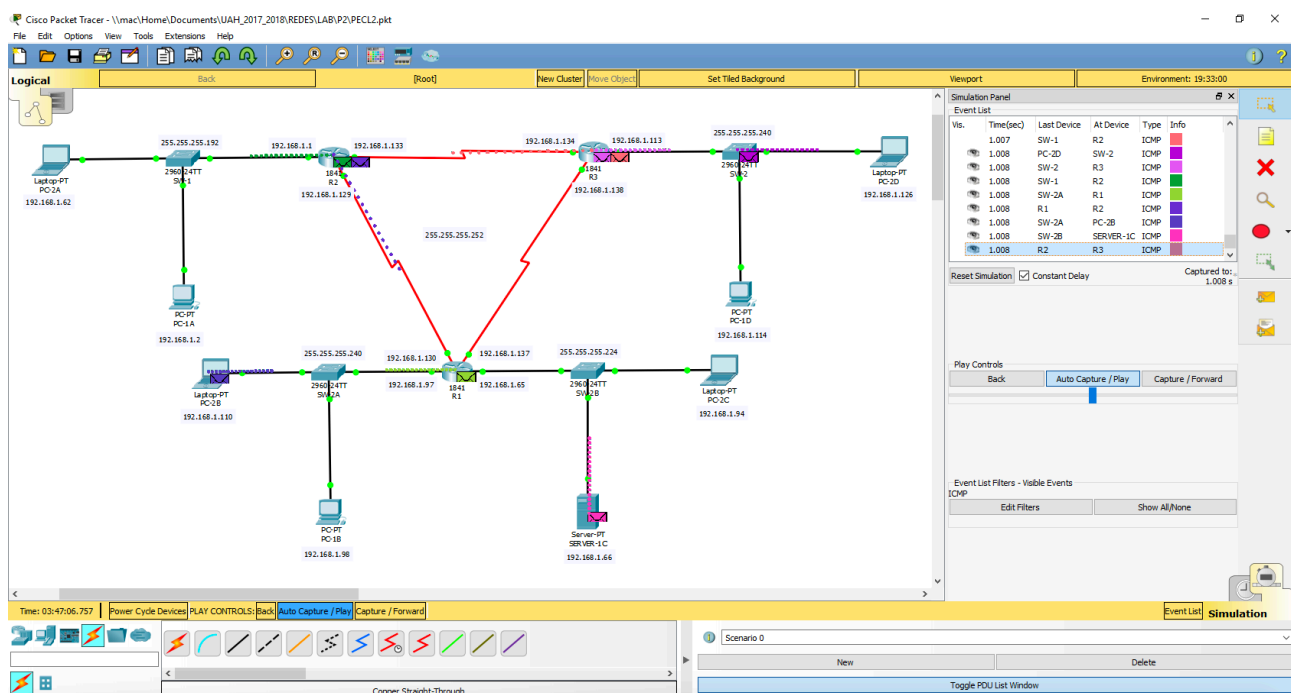 Cisco Packet Tracer - \\mac\Home\Documents\UAH_2017_2018\REDES\LAB\P2\PECL2.pkt
File Edit Options View Tools Extensions Help
Logical Back [Root] New Cluster Move Object Set Tiled Background Viewport Environment: 19:33:00
255.255.255.192
192.168.1.1
192.168.1.133
192.168.1.134
192.168.1.113
255.255.255.240
Laptop-PT
PC-2A
192.168.1.62
2960-24TT
SW-1
1841
R2
192.168.1.129
R3
192.168.1.138
2960-24TT
SW-2
Laptop-PT
PC-2D
192.168.1.126
255.255.255.252
PC-PT
PC-1A
192.168.1.2
PC-PT
PC-1D
192.168.1.114
255.255.255.240
192.168.1.130
192.168.1.137
255.255.255.224
192.168.1.97
192.168.1.65
Laptop-PT
PC-2B
192.168.1.110
2960-24TT
SW-2A
1841
R1
2960-24TT
SW-2B
Laptop-PT
PC-2C
192.168.1.94
PC-PT
PC-1B
192.168.1.98
Server-PT
SERVER-1C
192.168.1.66
Simulation Panel
Event List
Vis. Time(sec) Last Device At Device Type Info
1.007 SW-1 R2 ICMP
1.008 PC-2D SW-2 ICMP
1.008 SW-2 R3 ICMP
1.008 SW-1 R2 ICMP
1.008 SW-2A R1 ICMP
1.008 R1 R2 ICMP
1.008 SW-2A PC-2B ICMP
1.008 SW-2B SERVER-1C ICMP
1.008 R2 R3 ICMP
Reset Simulation Constant Delay Captured to:
1.008 s
Play Controls
Back Auto Capture / Play Capture / Forward
Event List Filters - Visible Events
ICMP
Edit Filters Show All/None
Time: 03:47:06.757 Power Cycle Devices PLAY CONTROLS: Back Auto Capture / Play Capture / Forward Event List Simulation
Scenario 0
New Delete
Toggle PDU List Window
Copper Straight-Through